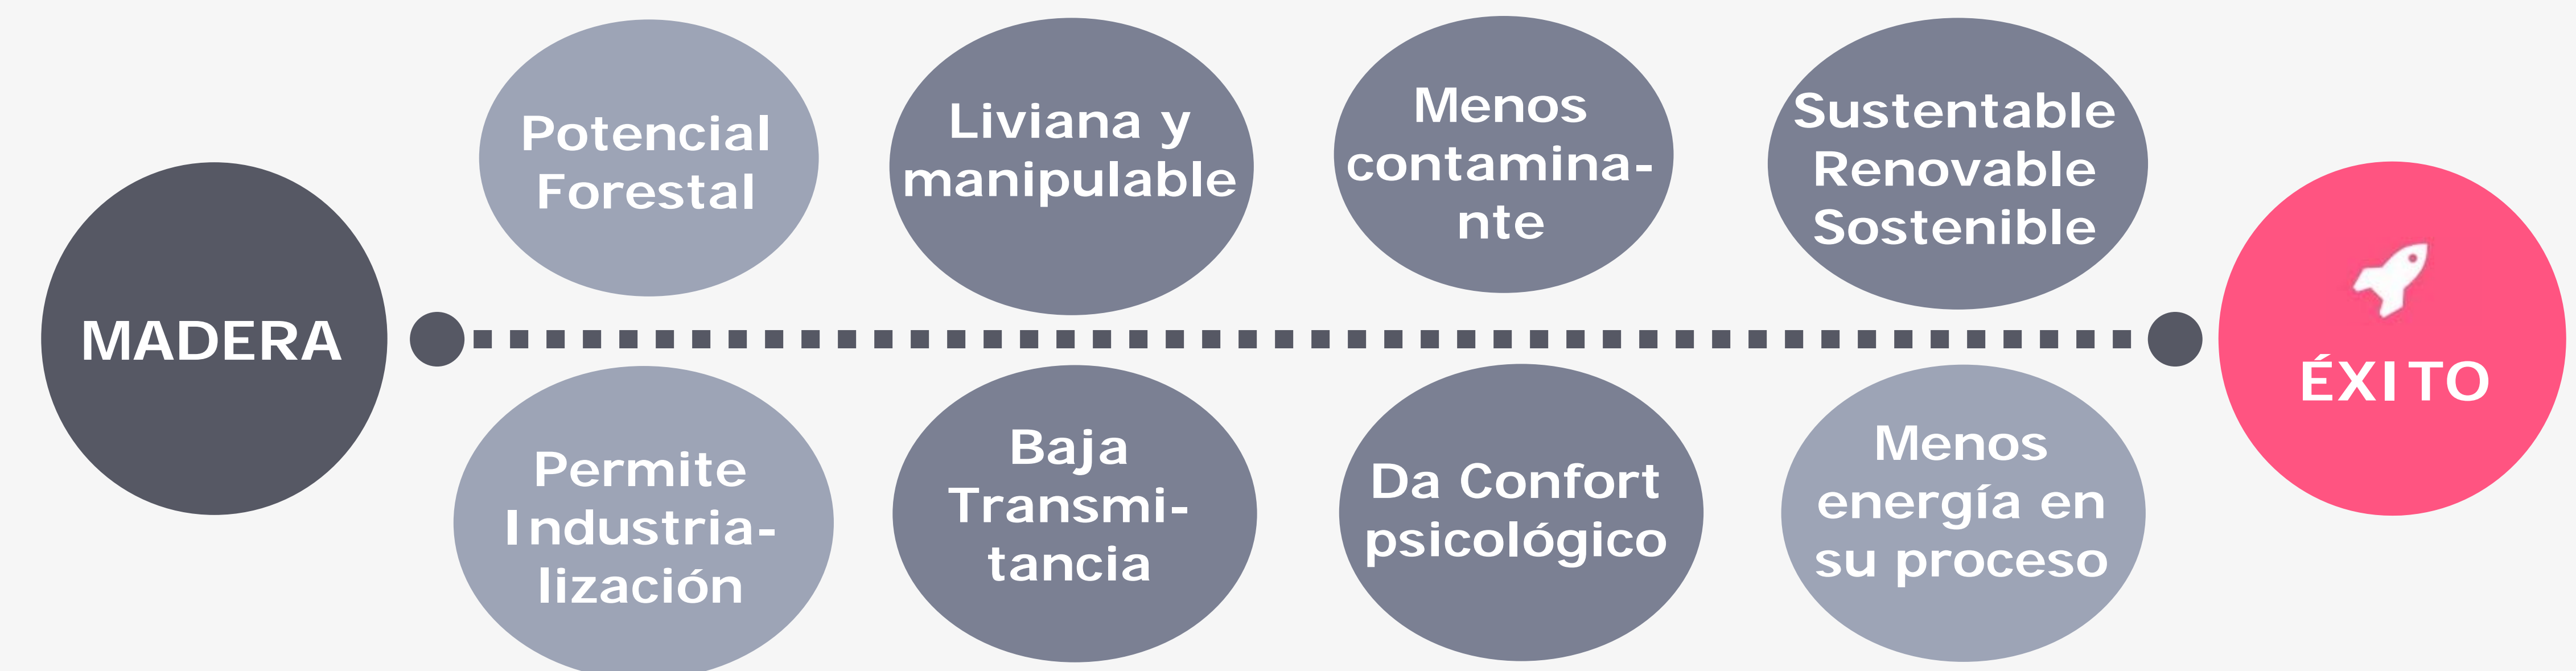 MADERA
Potencial
Forestal
Liviana y
manipulable
Menos
contamina-
nte
Sustentable
Renovable
Sostenible
Permite
Industria-
lización
Baja
Transmi-
tancia
Da Confort
psicológico
Menos
energía en
su proceso
ÉXITO